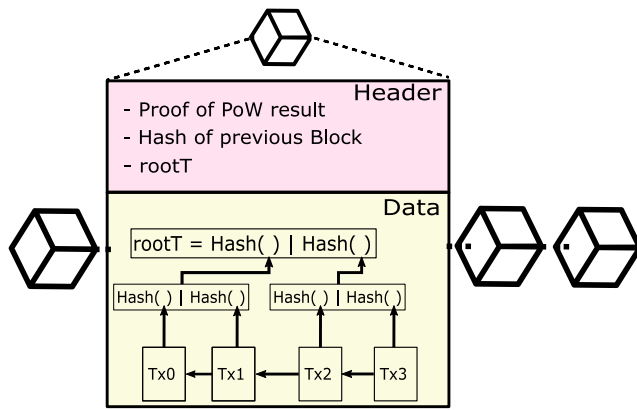 Header
- Proof of PoW result
- Hash of previous Block
- rootT
Data
rootT = Hash( ) | Hash( )
Hash( ) | Hash( )
Hash( ) | Hash( )
Tx0
Tx1
Tx2
Tx3